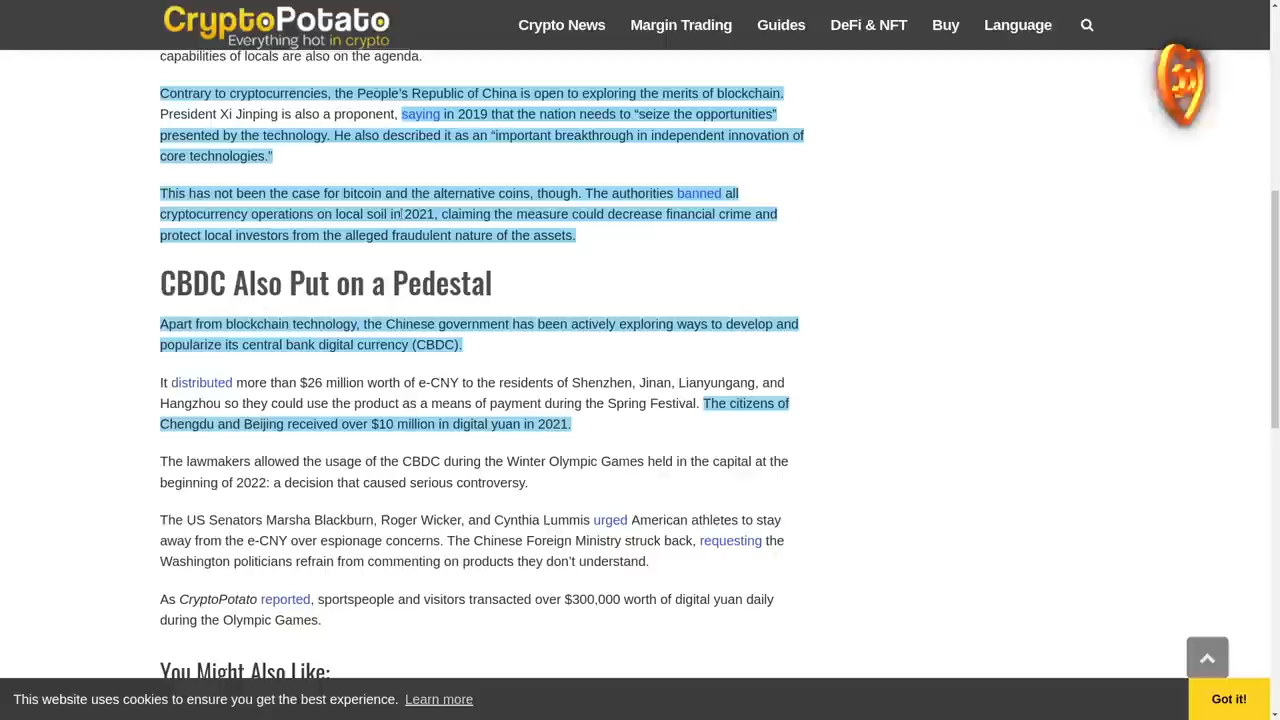 CryptoPotato
Everything hot in crypto
Crypto News Margin Trading Guides DeFi & NFT Buy Language
capabilities of locals are also on the agenda.
Contrary to cryptocurrencies, the People’s Republic of China is open to exploring the merits of blockchain.
President Xi Jinping is also a proponent, saying in 2019 that the nation needs to “seize the opportunities”
presented by the technology. He also described it as an “important breakthrough in independent innovation of
core technologies.”
This has not been the case for bitcoin and the alternative coins, though. The authorities banned all
cryptocurrency operations on local soil in 2021, claiming the measure could decrease financial crime and
protect local investors from the alleged fraudulent nature of the assets.
CBDC Also Put on a Pedestal
Apart from blockchain technology, the Chinese government has been actively exploring ways to develop and
popularize its central bank digital currency (CBDC).
It distributed more than $26 million worth of e-CNY to the residents of Shenzhen, Jinan, Lianyungang, and
Hangzhou so they could use the product as a means of payment during the Spring Festival. The citizens of
Chengdu and Beijing received over $10 million in digital yuan in 2021.
The lawmakers allowed the usage of the CBDC during the Winter Olympic Games held in the capital at the
beginning of 2022: a decision that caused serious controversy.
The US Senators Marsha Blackburn, Roger Wicker, and Cynthia Lummis urged American athletes to stay
away from the e-CNY over espionage concerns. The Chinese Foreign Ministry struck back, requesting the
Washington politicians refrain from commenting on products they don’t understand.
As CryptoPotato reported, sportspeople and visitors transacted over $300,000 worth of digital yuan daily
during the Olympic Games.
You Might Also Like:
This website uses cookies to ensure you get the best experience. Learn more
Got it!